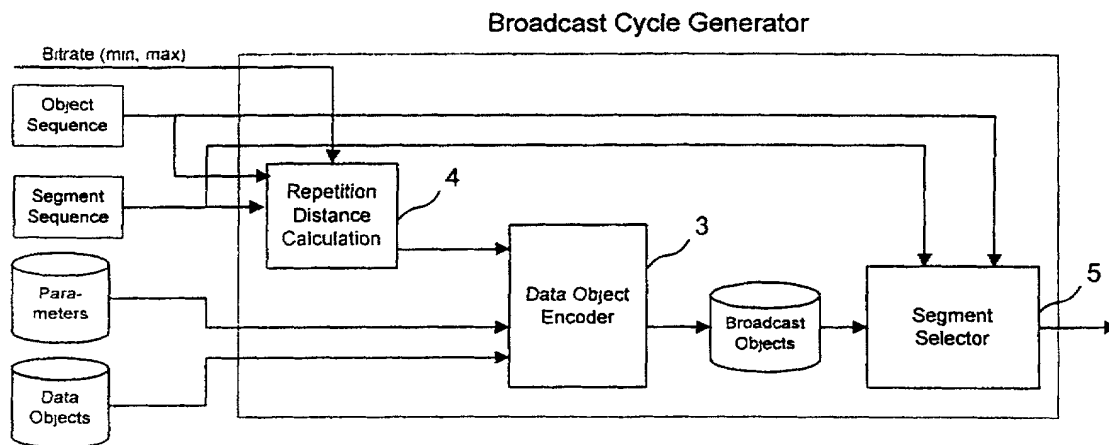 Broadcast Cycle Generator
Bitrate (min, max)
Object
Sequence
Segment
Sequence
Repetition
Distance
Calculation
4
Para-
meters
Data
Objects
Data Object
Encoder
3
Broadcast
Objects
Segment
Selector
5